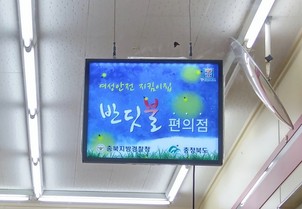 여성안전 지킴이집
반딧불 편의점
충북지방경찰청 충청북도